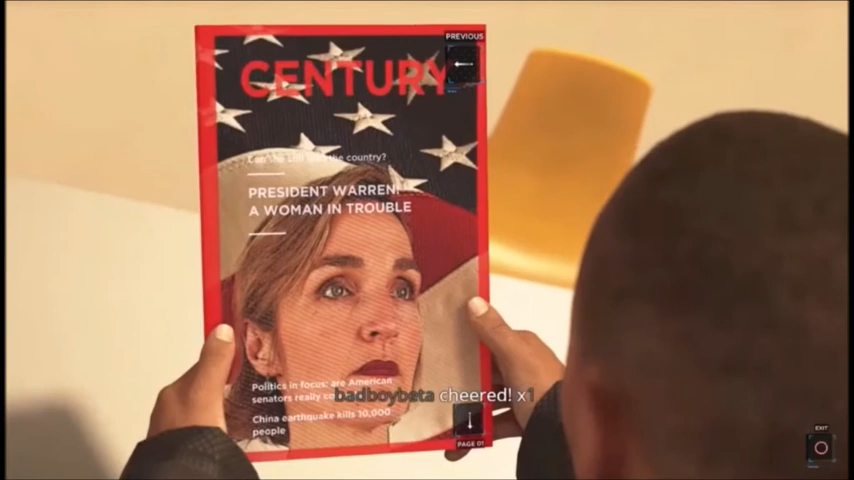 PREVIOUS
CENTURY
the country?
PRESIDENT WARREN:
A WOMAN IN TROUBLE
Politics in focus: are American
senators really
badboybeta cheered! x1
China earthquake kills 10,000
people
PAGE 01
EXIT